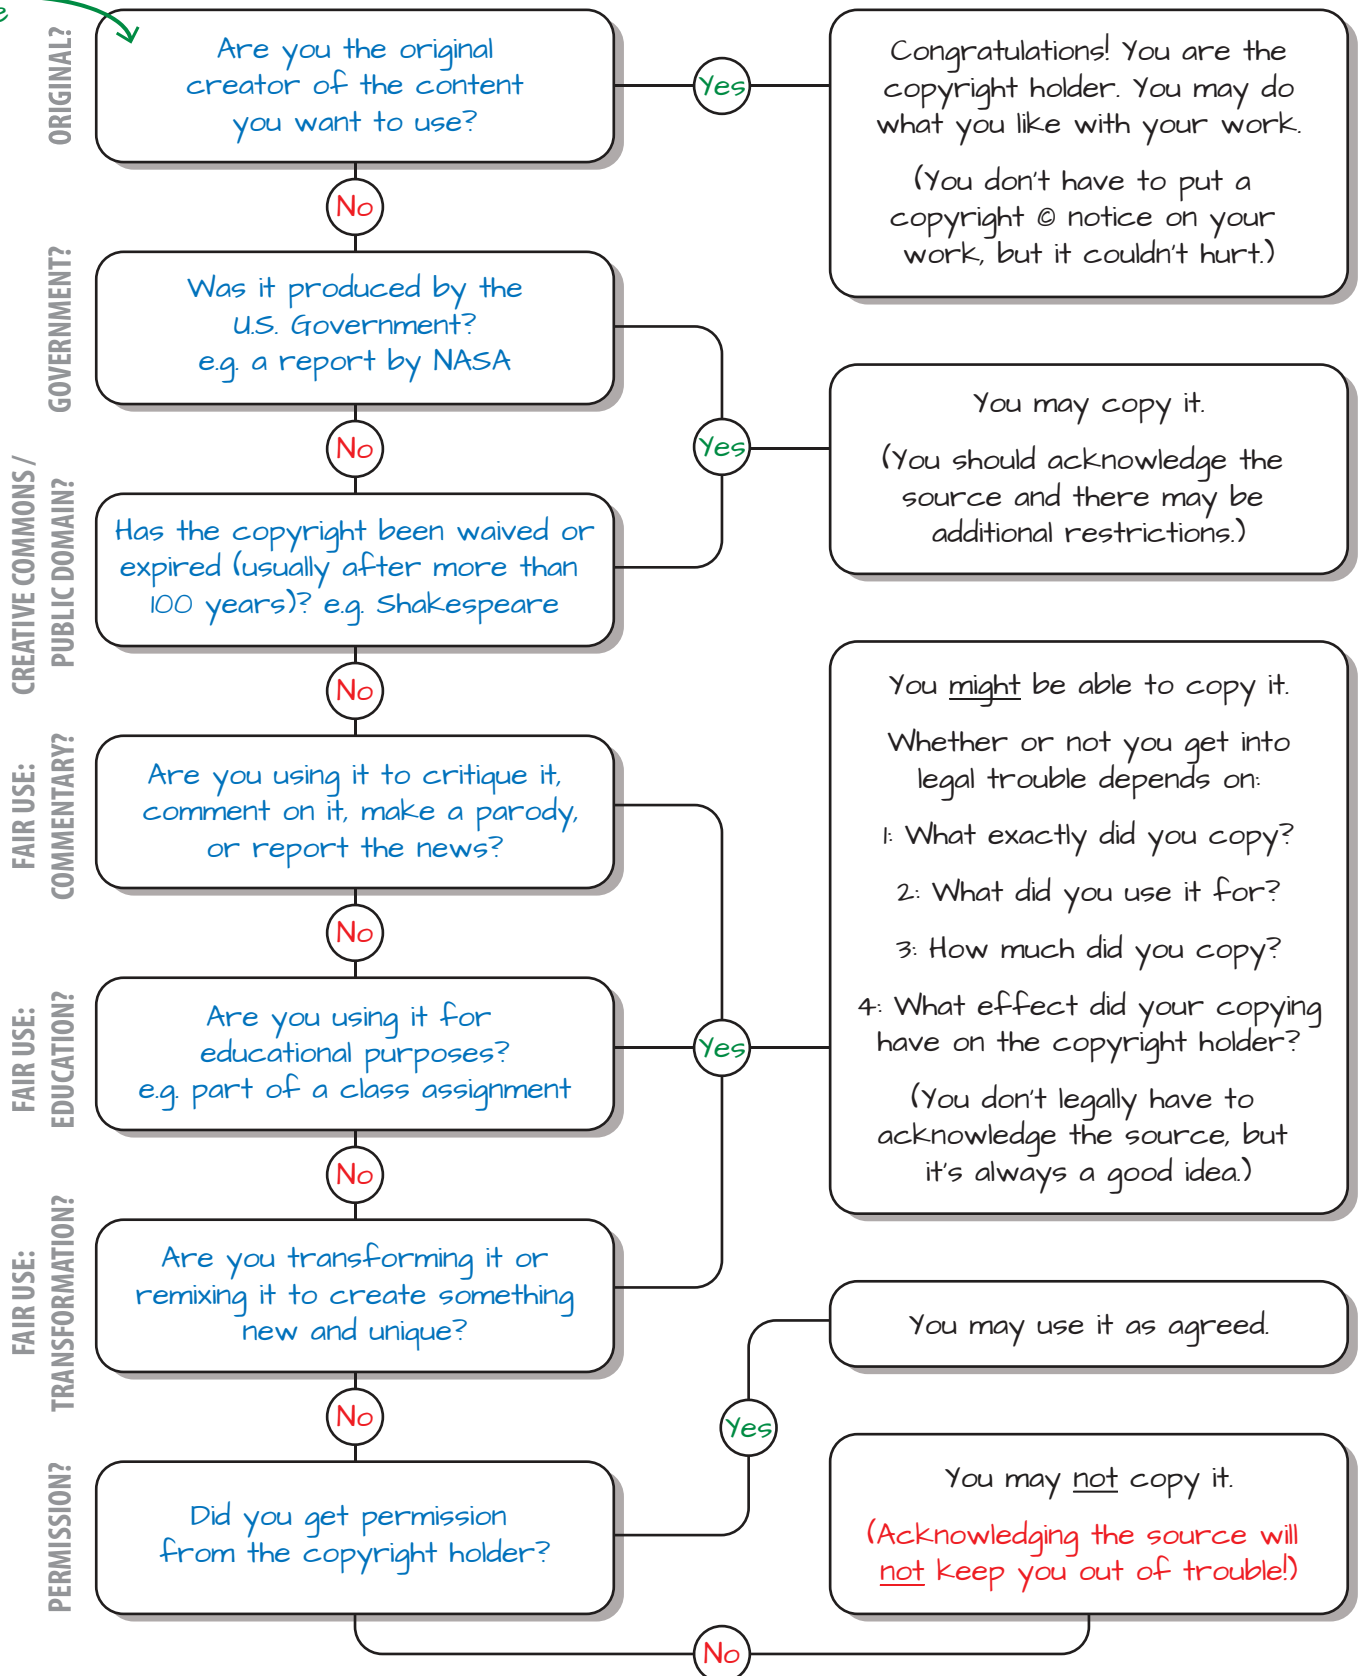 ORIGINAL?
Are you the original
creator of the content
you want to use?
Yes
Congratulations! You are the
copyright holder. You may do
what you like with your work.
(You don't have to put a
copyright © notice on your
work, but it couldn't hurt.)
No
GOVERNMENT?
Was it produced by the
U.S. Government?
e.g. a report by NASA
Yes
You may copy it.
(You should acknowledge the
source and there may be
additional restrictions.)
No
CREATIVE COMMONS /
PUBLIC DOMAIN?
Has the copyright been waived or
expired (usually after more than
100 years)? e.g. Shakespeare
No
FAIR USE:
COMMENTARY?
Are you using it to critique it,
comment on it, make a parody,
or report the news?
No
FAIR USE:
EDUCATION?
Are you using it for
educational purposes?
e.g. part of a class assignment
Yes
You might be able to copy it.
Whether or not you get into
legal trouble depends on:
1: What exactly did you copy?
2: What did you use it for?
3: How much did you copy?
4: What effect did your copying
have on the copyright holder?
(You don't legally have to
acknowledge the source, but
it's always a good idea.)
No
FAIR USE:
TRANSFORMATION?
Are you transforming it or
remixing it to create something
new and unique?
No
PERMISSION?
Did you get permission
from the copyright holder?
Yes
You may use it as agreed.
No
You may not copy it.
(Acknowledging the source will
not keep you out of trouble!)